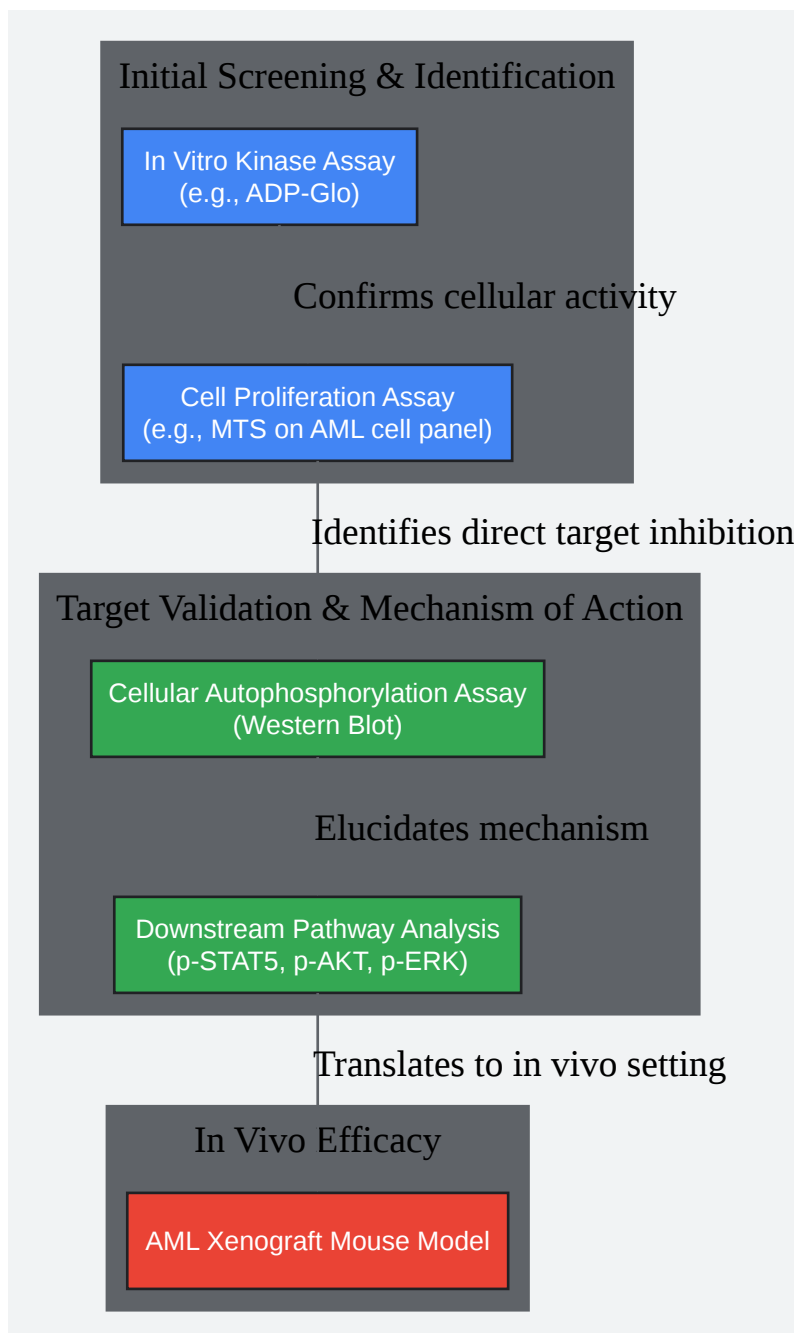 Initial Screening & Identification
In Vitro Kinase Assay
(e.g., ADP-Glo)
Confirms cellular activity
Cell Proliferation Assay
(e.g., MTS on AML cell panel)
Identifies direct target inhibition
Target Validation & Mechanism of Action
Cellular Autophosphorylation Assay
(Western Blot)
Elucidates mechanism
Downstream Pathway Analysis
(p-STAT5, p-AKT, p-ERK)
Translates to in vivo setting
In Vivo Efficacy
AML Xenograft Mouse Model